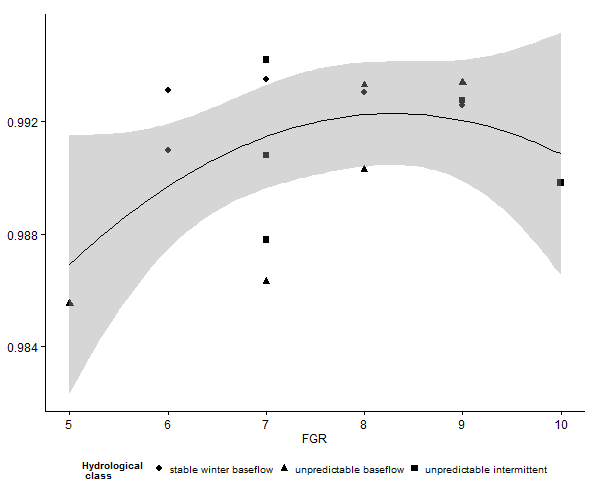 0.992
0.988
0.984
5 6 7 8 9 10
FGR
Hydrological
class
stable winter baseflow unpredictable baseflow unpredictable intermittent